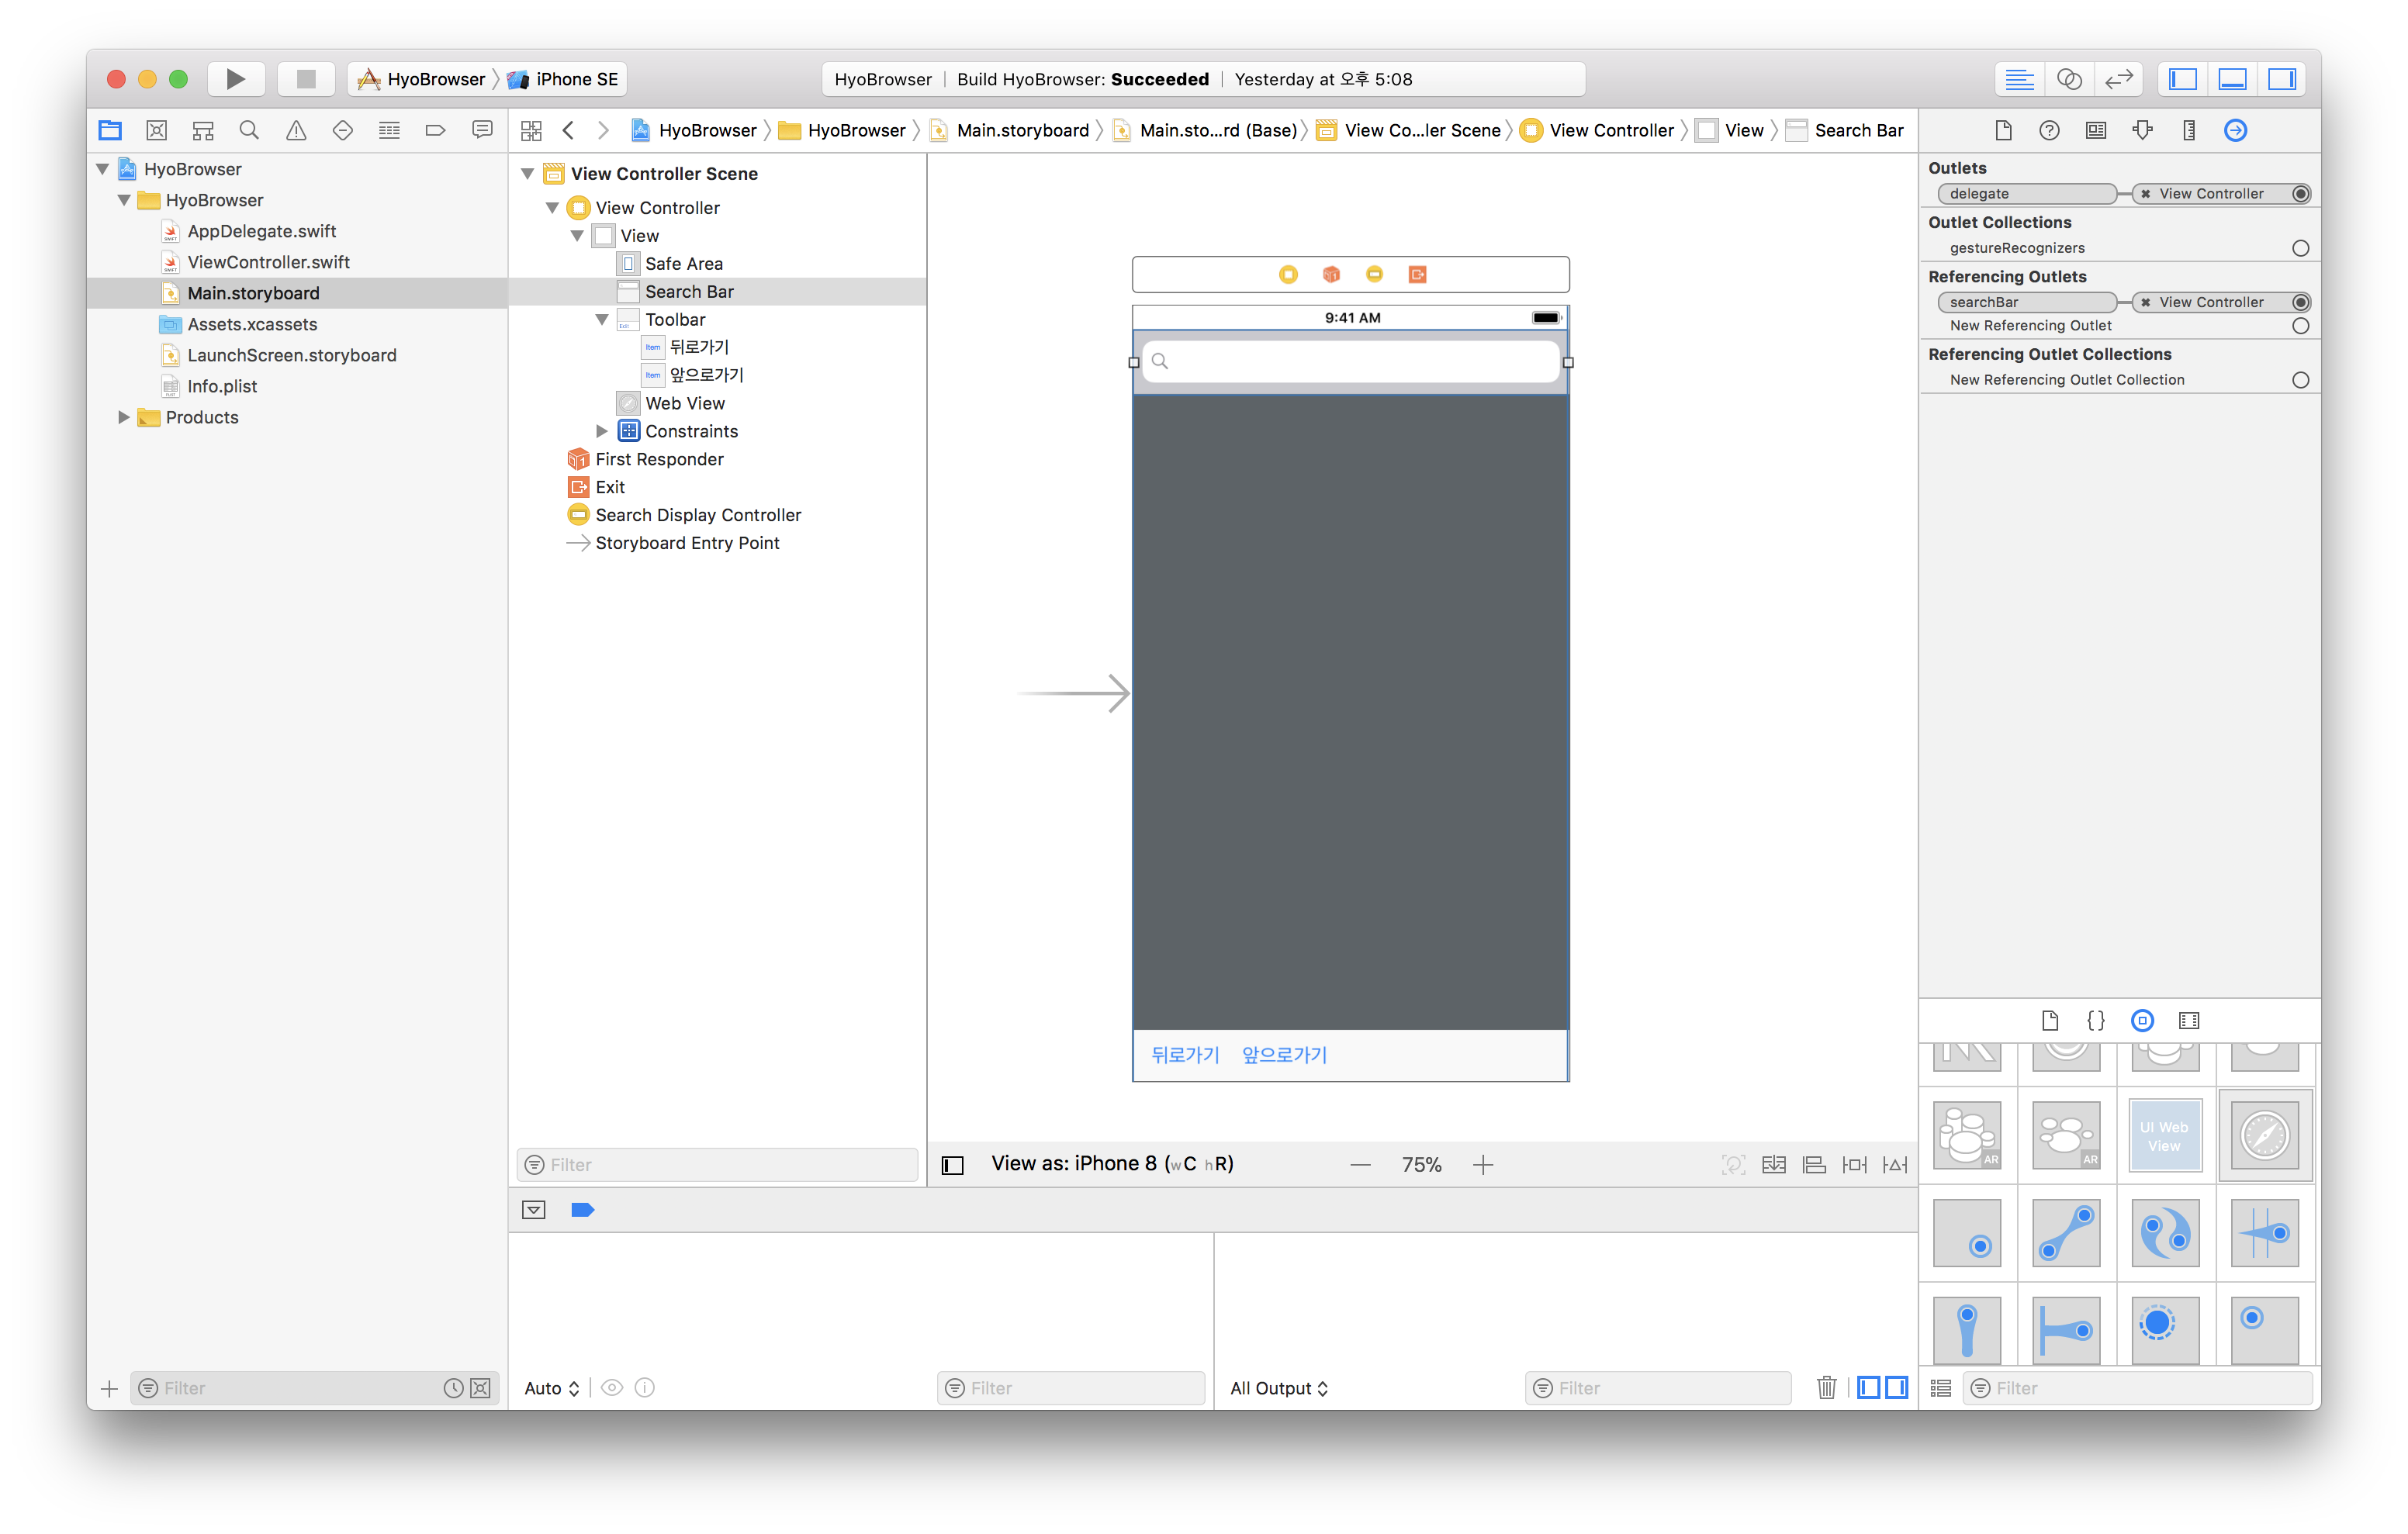 HyoBrowser 〉 iPhone SE
HyoBrowser | Build HyoBrowser: Succeeded | Yesterday at 오후 5:08
HyoBrowser 〉 HyoBrowser 〉 Main.storyboard 〉 Main.sto...rd (Base) 〉 View Co...ler Scene 〉 View Controller 〉 View 〉 Search Bar
HyoBrowser
HyoBrowser
AppDelegate.swift
ViewController.swift
Main.storyboard
Assets.xcassets
LaunchScreen.storyboard
Info.plist
Products
Filter
View Controller Scene
View Controller
View
Safe Area
Search Bar
Toolbar
Item 뒤로가기
Item 앞으로가기
Web View
Constraints
First Responder
Exit
Search Display Controller
Storyboard Entry Point
Filter
9:41 AM
뒤로가기 앞으로가기
View as: iPhone 8 (wC hR)
— 75% +
Auto
Filter
All Output
Filter
Outlets
delegate View Controller
Outlet Collections
gestureRecognizers
Referencing Outlets
searchBar View Controller
New Referencing Outlet
Referencing Outlet Collections
New Referencing Outlet Collection
{}
AR
AR
UI Web
View
Filter